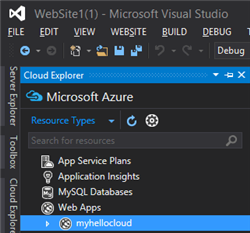 WebSite1(1) - Microsoft Visual Studio
FILE EDIT VIEW WEBSITE BUILD DEBUG
Debug
Server Explorer
Toolbox
Cloud Explorer
Cloud Explorer
Microsoft Azure
Resource Types
Search for resources
App Service Plans
Application Insights
MySQL Databases
Web Apps
myhellocloud